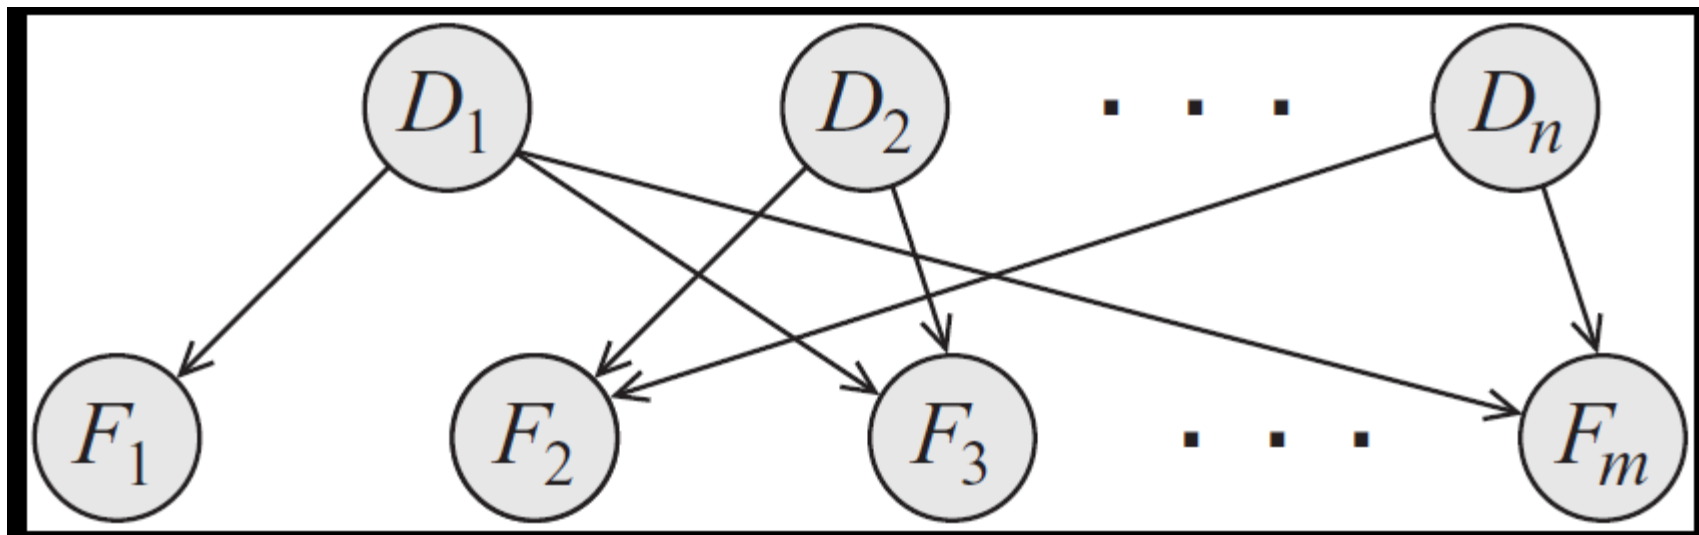 D1 D2 . . . Dn
F1 F2 F3 . . . Fm